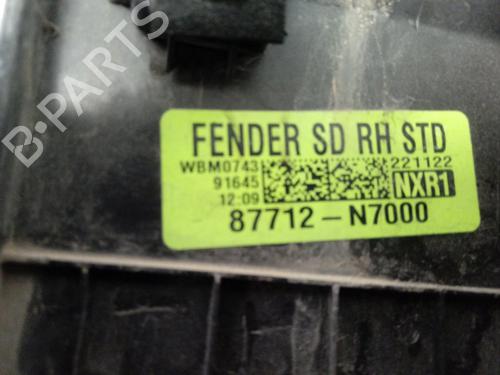 FENDER SD RH STD
WBM0743 221122
91645
12:09 NXR1
87712-N7000
B-PARTS